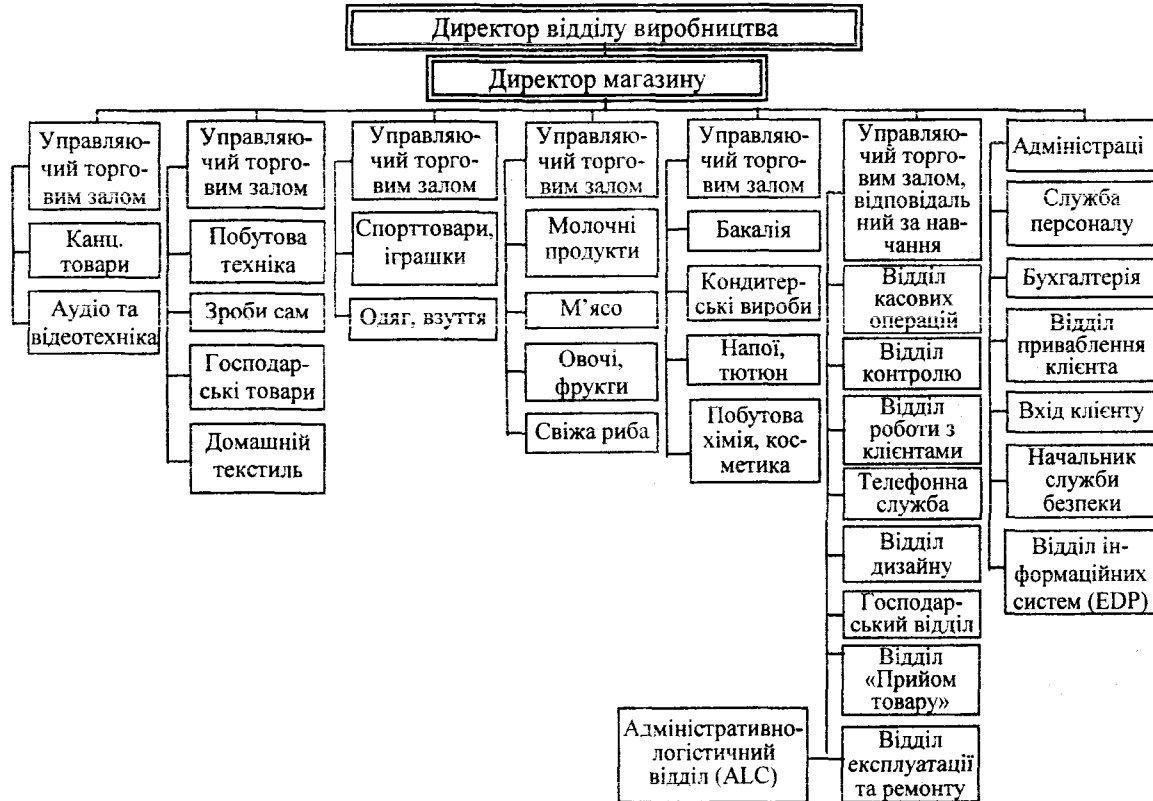 Директор відділу виробництва
Директор магазину
Управляю-
чий торго-
вим залом
Канц.
товари
Аудіо та
відеотехніка
Управляю-
чий торго-
вим залом
Побутова
техніка
Зроби сам
Господар-
ські товари
Домашній
текстиль
Управляю-
чий торго-
вим залом
Спорттовари,
іграшки
Одяг, взуття
Управляю-
чий торго-
вим залом
Молочні
продукти
М’ясо
Овочі,
фрукти
Свіжа риба
Управляю-
чий торго-
вим залом
Бакалія
Кондитер-
ські вироби
Напої,
тютюн
Побутова
хімія, кос-
метика
Управляю-
чий торго-
вим залом,
відповідаль
ний за нав-
чання
Відділ
касових
операцій
Відділ
контролю
Відділ
роботи з
клієнтами
Телефонна
служба
Відділ
дизайну
Господар-
ський відділ
Відділ
«Прийом
товару»
Відділ
експлуатації
та ремонту
Адміністративно-
логістичний
відділ (ALC)
Адміністраці
Служба
персоналу
Бухгалтерія
Відділ
приваблення
клієнта
Вхід клієнту
Начальник
служби
безпеки
Відділ ін-
формаційних
систем (EDP)